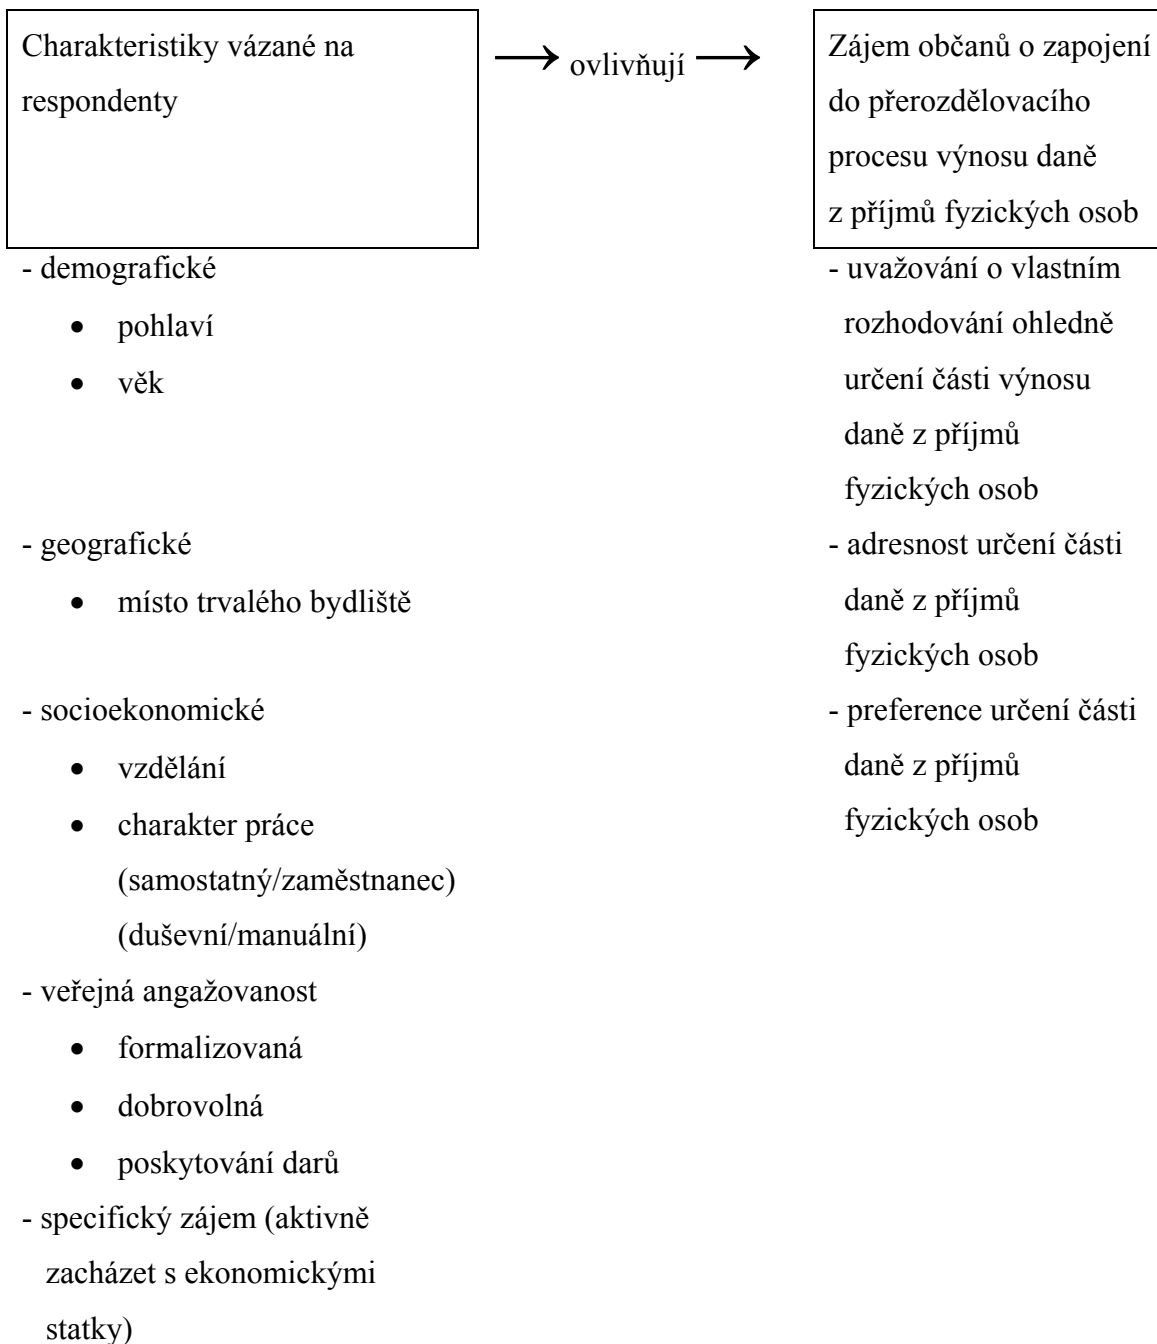 Charakteristiky vázané na
respondenty
ovlivňují
Zájem občanů o zapojení
do přerozdělovacího
procesu výnosu daně
z příjmů fyzických osob
- demografické
• pohlaví
• věk
- geografické
• místo trvalého bydliště
- socioekonomické
• vzdělání
• charakter práce
(samostatný/zaměstnanec)
(duševní/manuální)
- veřejná angažovanost
• formalizovaná
• dobrovolná
• poskytování darů
- specifický zájem (aktivně
zacházet s ekonomickými
statky)
- uvažování o vlastním
rozhodování ohledně
určení části výnosu
daně z příjmů
fyzických osob
- adresnost určení části
daně z příjmů
fyzických osob
- preference určení části
daně z příjmů
fyzických osob